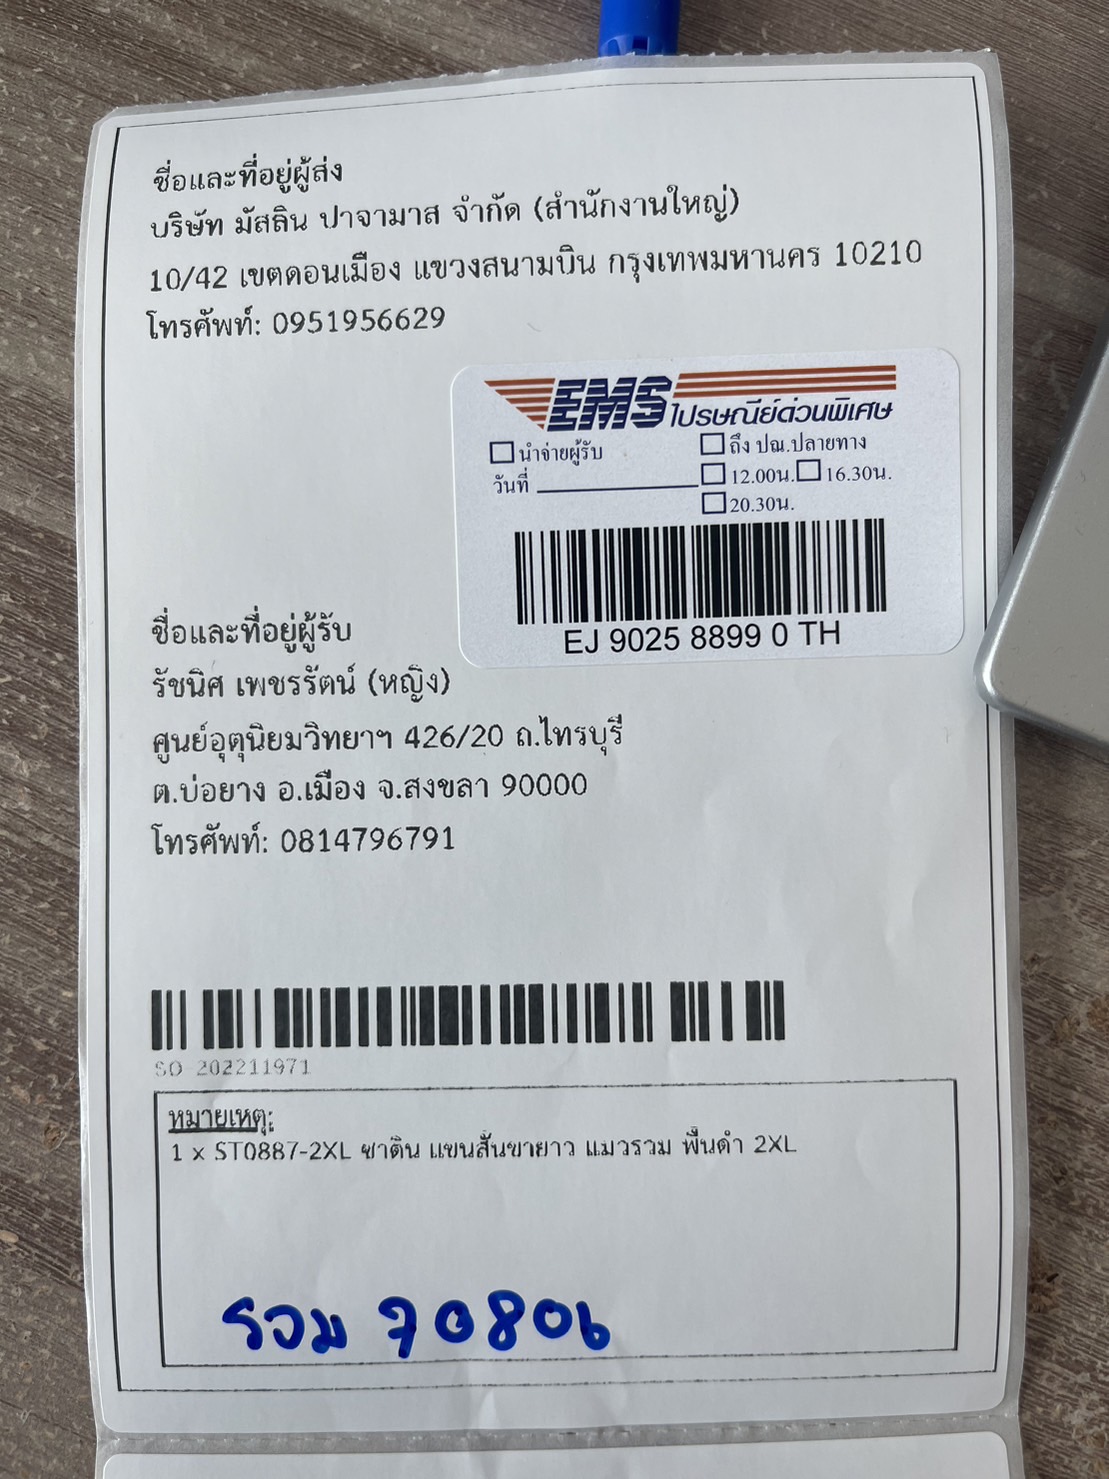 ชื่อและที่อยู่ผู้ส่ง
บริษัท มัสลิน ปาจามาส จำกัด (สำนักงานใหญ่)
10/42 เขตดอนเมือง แขวงสนามบิน กรุงเทพมหานคร 10210
โทรศัพท์: 0951956629
EMS ไปรษณีย์ด่วนพิเศษ
นำจ่ายผู้รับ ถึง ปณ.ปลายทาง
วันที่ 12.00น. 16.30น.
20.30น.
EJ 9025 8899 0 TH
ชื่อและที่อยู่ผู้รับ
รัชนิศ เพชรรัตน์ (หญิง)
ศูนย์อุตุนิยมวิทยาฯ 426/20 ถ.ไทรบุรี
ต.บ่อยาง อ.เมือง จ.สงขลา 90000
โทรศัพท์: 0814796791
SO 202211971
หมายเหตุ:
1 x ST0887-2XL ซาติน แขนสั้นขายาว แมวรวม พื้นดำ 2XL
รวม 70806